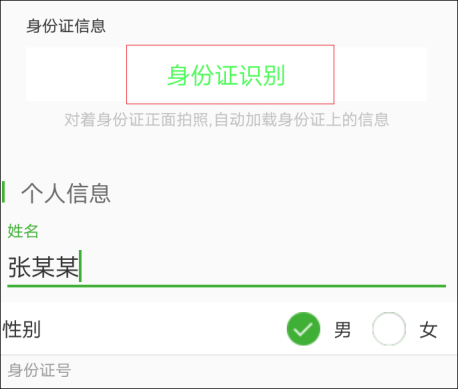 身份证信息
身份证识别
对着身份证正面拍照,自动加载身份证上的信息
个人信息
姓名
张某某
性别 男 女
身份证号